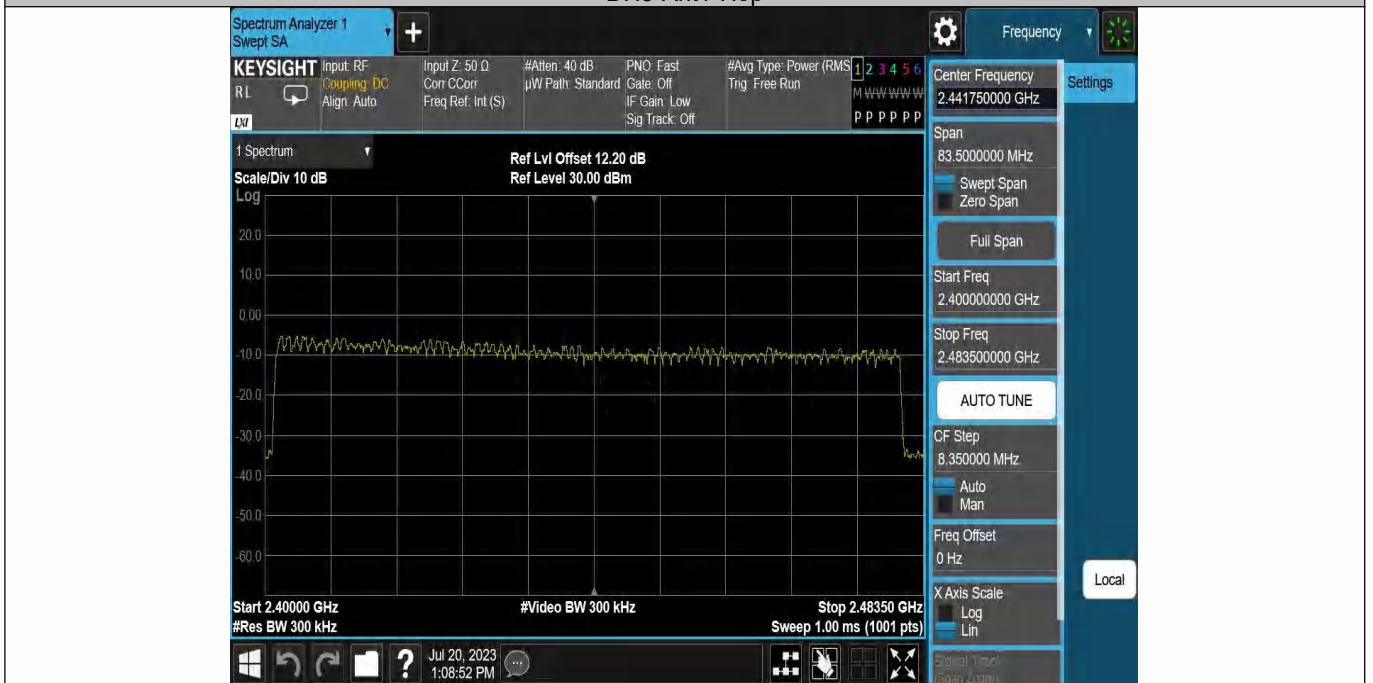 Spectrum Analyzer 1
Swept SA
+
Frequency
KEYSIGHT
RL
LXI
Input: RF
Coupling: DC
Align: Auto
Input Z: 50 Ω
Corr CCorr
Freq Ref: Int (S)
#Atten: 40 dB
µW Path: Standard
PNO: Fast
Gate: Off
IF Gain: Low
Sig Track: Off
#Avg Type: Power (RMS
Trig: Free Run
1 2 3 4 5 6
M W W W W W
P P P P P P
Center Frequency
2.441750000 GHz
Settings
Span
83.5000000 MHz
Swept Span
Zero Span
Full Span
Start Freq
2.400000000 GHz
Stop Freq
2.483500000 GHz
AUTO TUNE
CF Step
8.350000 MHz
Auto
Man
Freq Offset
0 Hz
X Axis Scale
Log
Lin
Signal Track
(Span Zoom)
Local
1 Spectrum
Scale/Div 10 dB
Ref Lvl Offset 12.20 dB
Ref Level 30.00 dBm
Log
20.0
10.0
0.00
-10.0
-20.0
-30.0
-40.0
-50.0
-60.0
Start 2.40000 GHz
#Res BW 300 kHz
#Video BW 300 kHz
Stop 2.48350 GHz
Sweep 1.00 ms (1001 pts)
?
Jul 20, 2023
1:08:52 PM